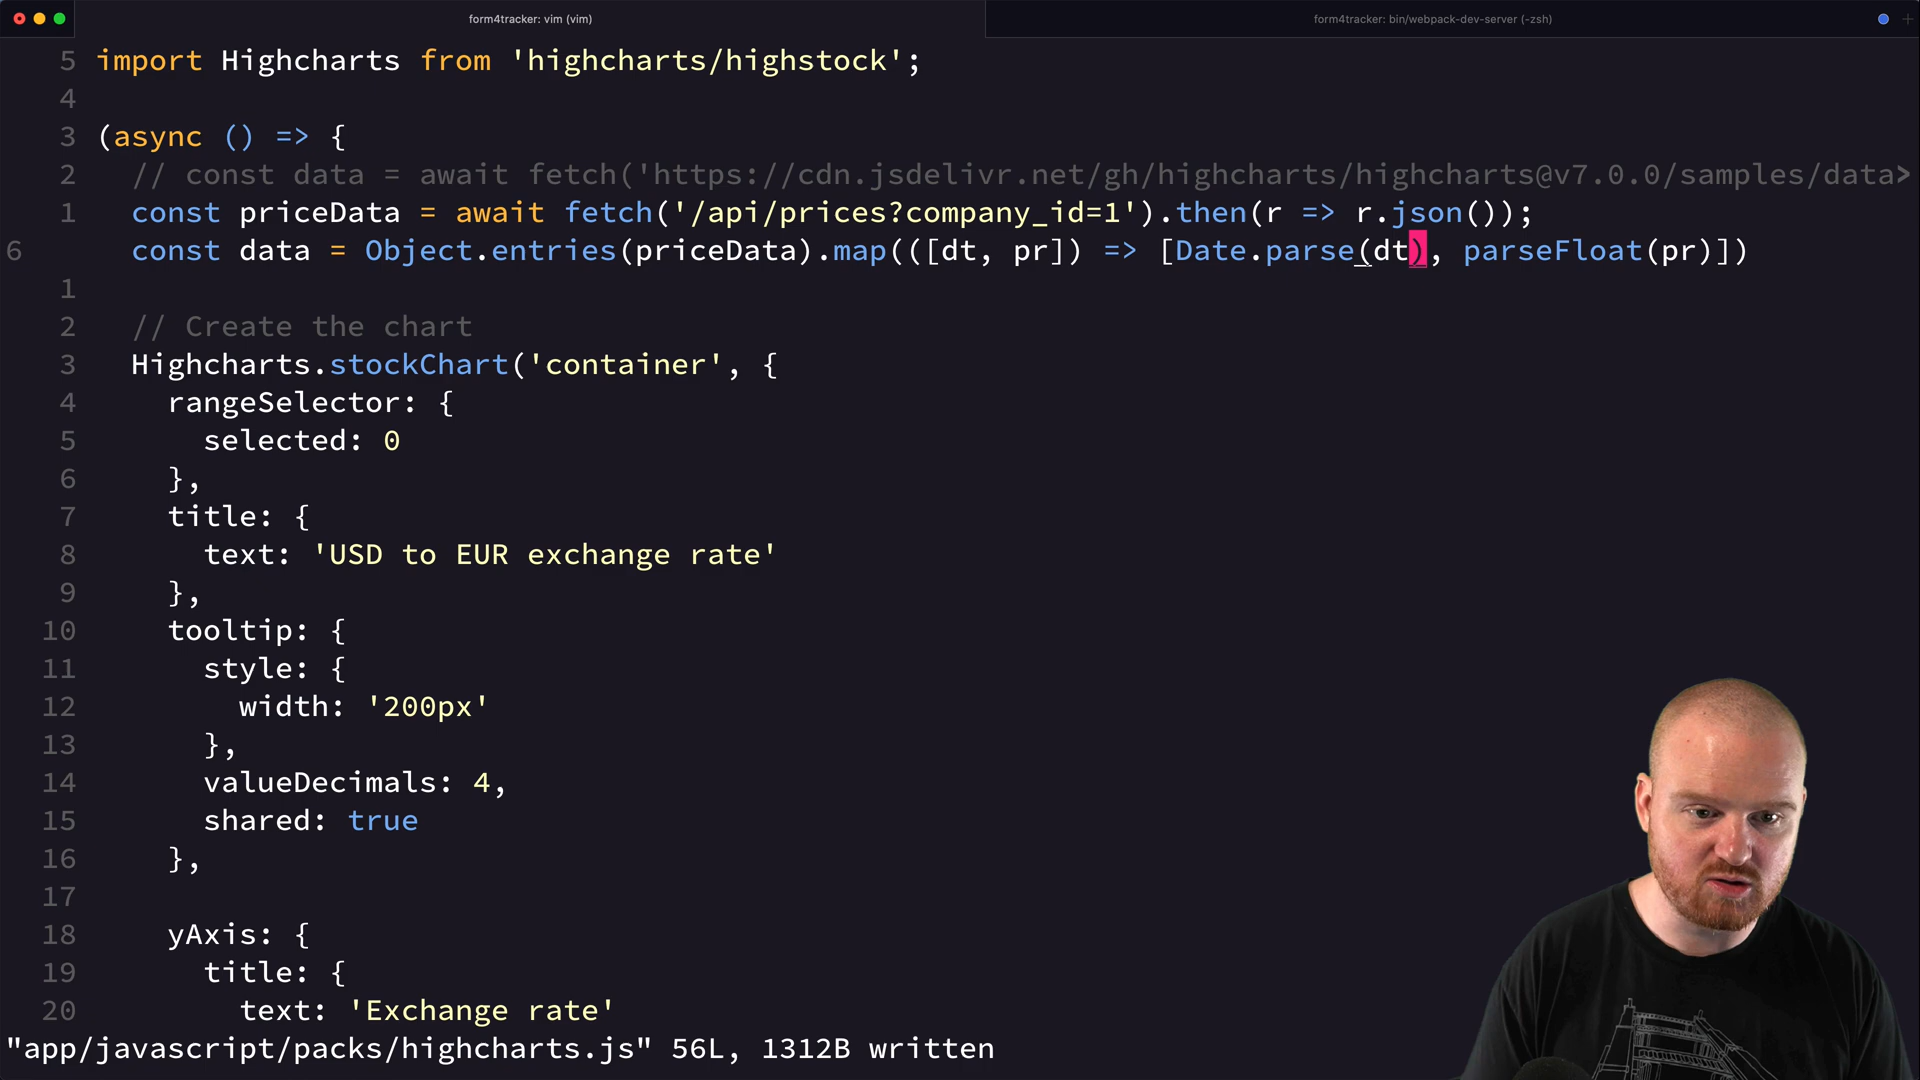 form4tracker: vim (vim)
form4tracker: bin/webpack-dev-server (-zsh)
5 import Highcharts from 'highcharts/highstock';
4
3 (async () => {
2 // const data = await fetch('https://cdn.jsdelivr.net/gh/highcharts/highcharts@v7.0.0/samples/data>
1 const priceData = await fetch('/api/prices?company_id=1').then(r => r.json());
6 const data = Object.entries(priceData).map(([dt, pr]) => [Date.parse(dt), parseFloat(pr)])
1
2 // Create the chart
3 Highcharts.stockChart('container', {
4 rangeSelector: {
5 selected: 0
6 },
7 title: {
8 text: 'USD to EUR exchange rate'
9 },
10 tooltip: {
11 style: {
12 width: '200px'
13 },
14 valueDecimals: 4,
15 shared: true
16 },
17
18 yAxis: {
19 title: {
20 text: 'Exchange rate'
"app/javascript/packs/highcharts.js" 56L, 1312B written